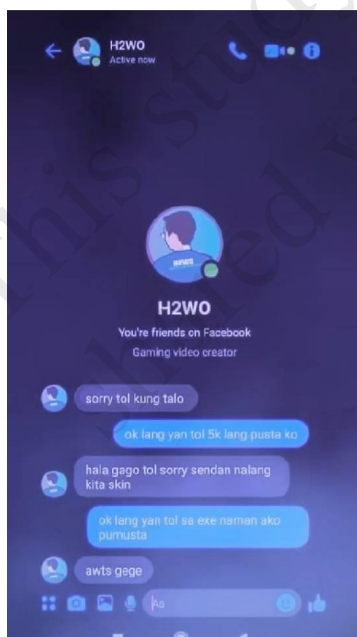 H2WO
Active now
H2WO
You're friends on Facebook
Gaming video creator
sorry tol kung talo
ok lang yan tol 5k lang pusta ko
hala gago tol sorry sendan nalang
kita skin
ok lang yan tol sa exe naman ako
pumusta
awts gege
Aa